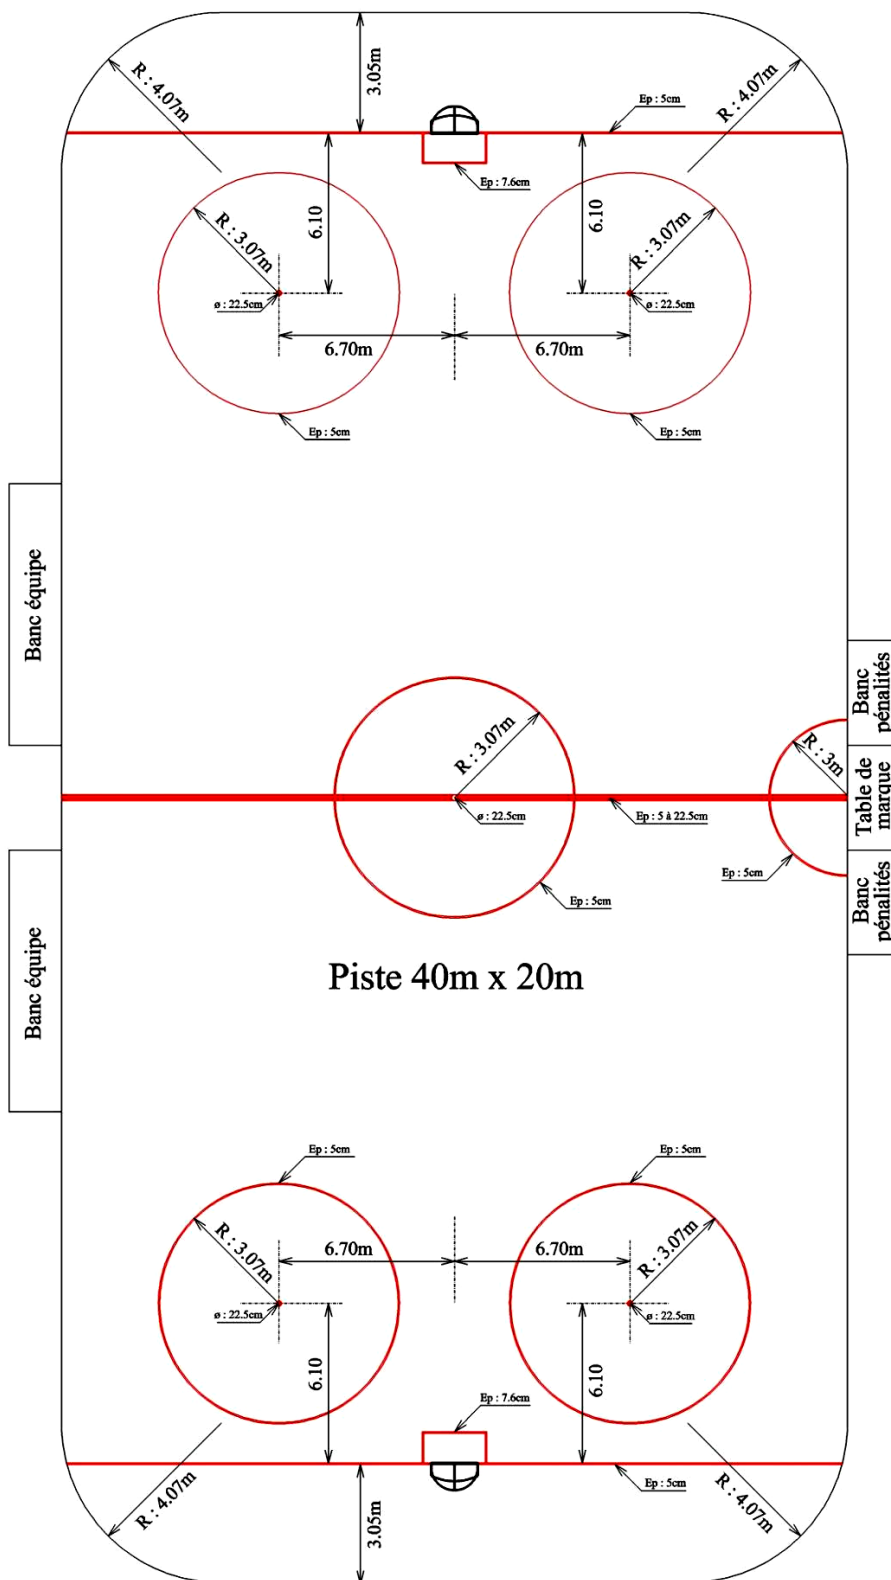 R : 4.07m
3.05m
R : 4.07m
Ep : 5cm
Ep : 7.6cm
R : 3.07m
6.10
6.10
R : 3.07m
ø : 22.5cm
ø : 22.5cm
6.70m
6.70m
Ep : 5cm
Ep : 5cm
Banc équipe
Banc
pénalités
R : 3.07m
R : 3m
Table de
marque
ø : 22.5cm
Ep : 5 à 22.5cm
Ep : 5cm
Ep : 5cm
Banc
pénalités
Banc équipe
Piste 40m x 20m
Ep : 5cm
Ep : 5cm
R : 3.07m
6.70m
6.70m
R : 3.07m
ø : 22.5cm
ø : 22.5cm
6.10
6.10
Ep : 7.6cm
R : 4.07m
3.05m
Ep : 5cm
R : 4.07m